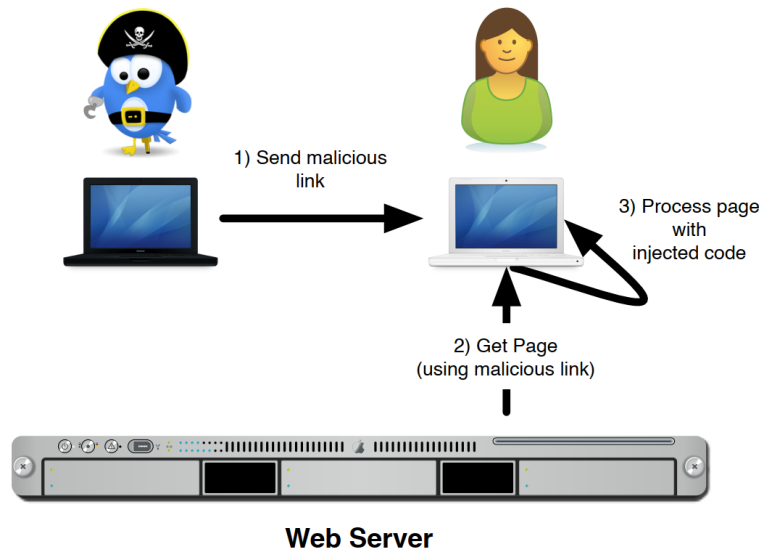 1) Send malicious
link
3) Process page
with
injected code
2) Get Page
(using malicious link)
Web Server